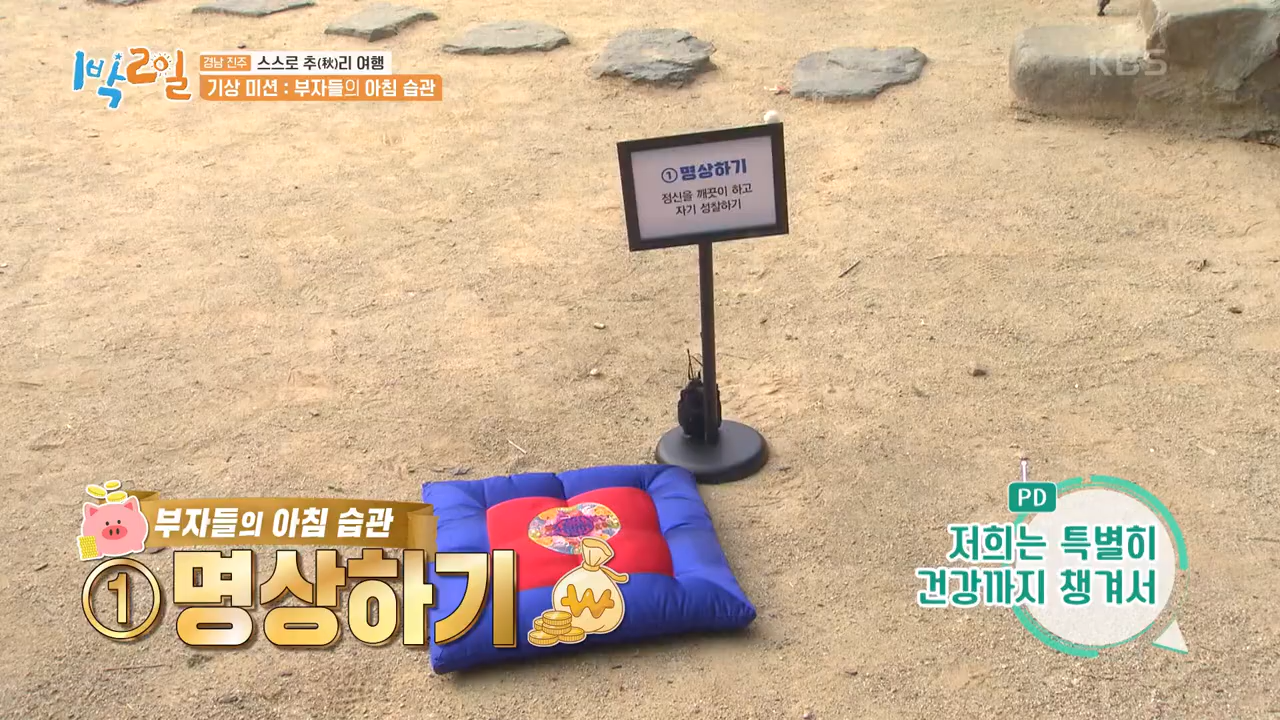 1박2일
경남 진주 스스로 추(秋)리 여행
기상 미션 : 부자들의 아침 습관
KBS
①명상하기
정신을 깨끗이 하고
자기 성찰하기
부자들의 아침 습관
① 명상하기
₩
PD
저희는 특별히
건강까지 챙겨서